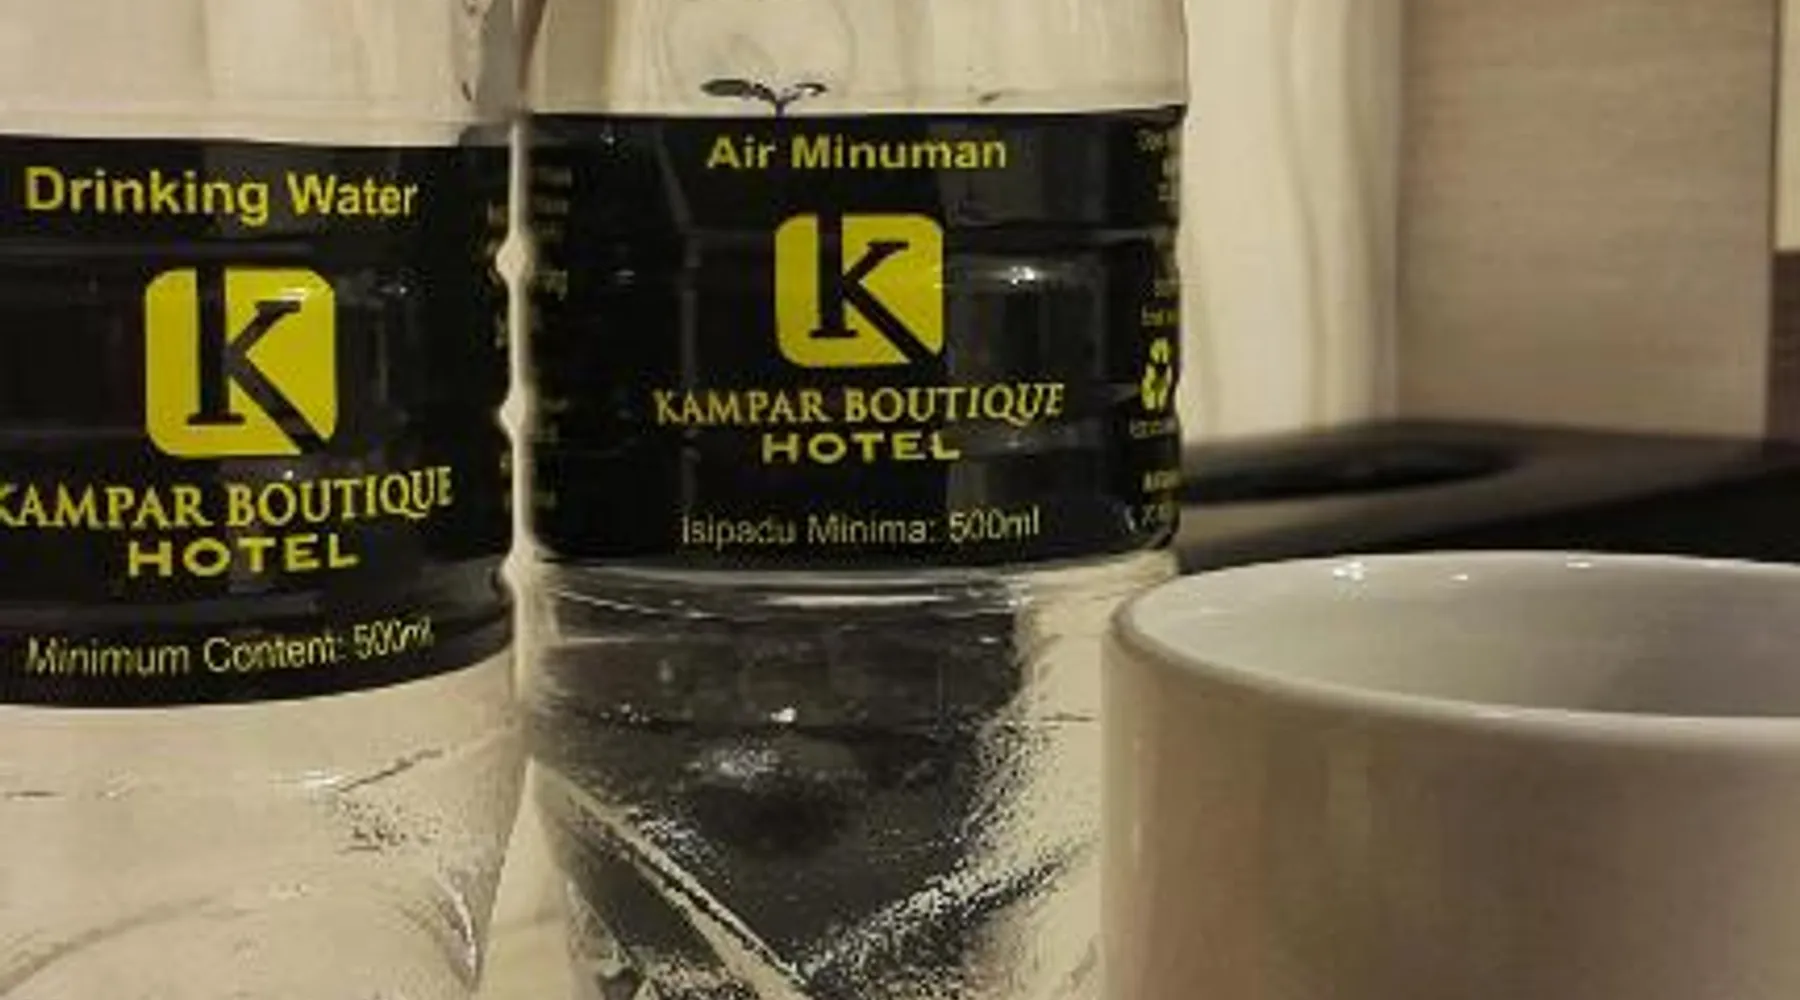 Drinking Water
K
KAMPAR BOUTIQUE
HOTEL
Minimum Content: 500ml
Air Minuman
K
KAMPAR BOUTIQUE
HOTEL
Isipadu Minima: 500ml